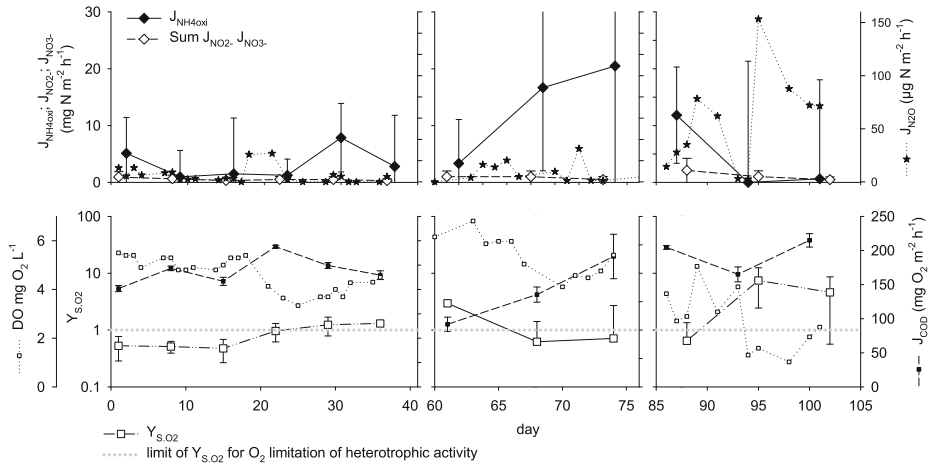 J_NH4oxi
Sum J_NO2- J_NO3-
J_NH4oxi; J_NO2-; J_NO3-
(mg N m-2 h-1)
30
20
10
0
J_N2O (µg N m-2 h-1)
150
100
50
0
DO mg O2 L-1
6
4
2
0
Y_S.O2
100
10
1
0.1
J_COD (mg O2 m-2 h-1)
250
200
150
100
50
0
0 10 20 30 40
60 65 70 75
85 90 95 100 105
day
Y_S.O2
limit of Y_S.O2 for O2 limitation of heterotrophic activity